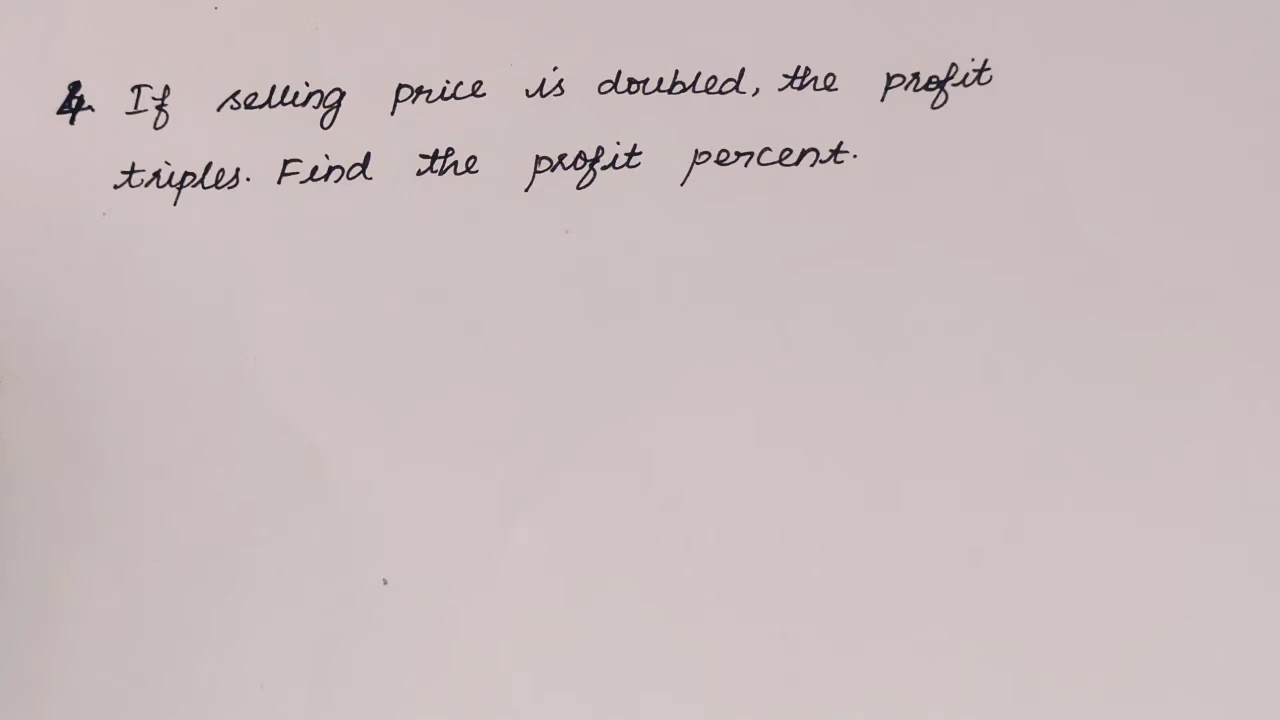 4. If selling price is doubled, the profit
triples. Find the profit percent.